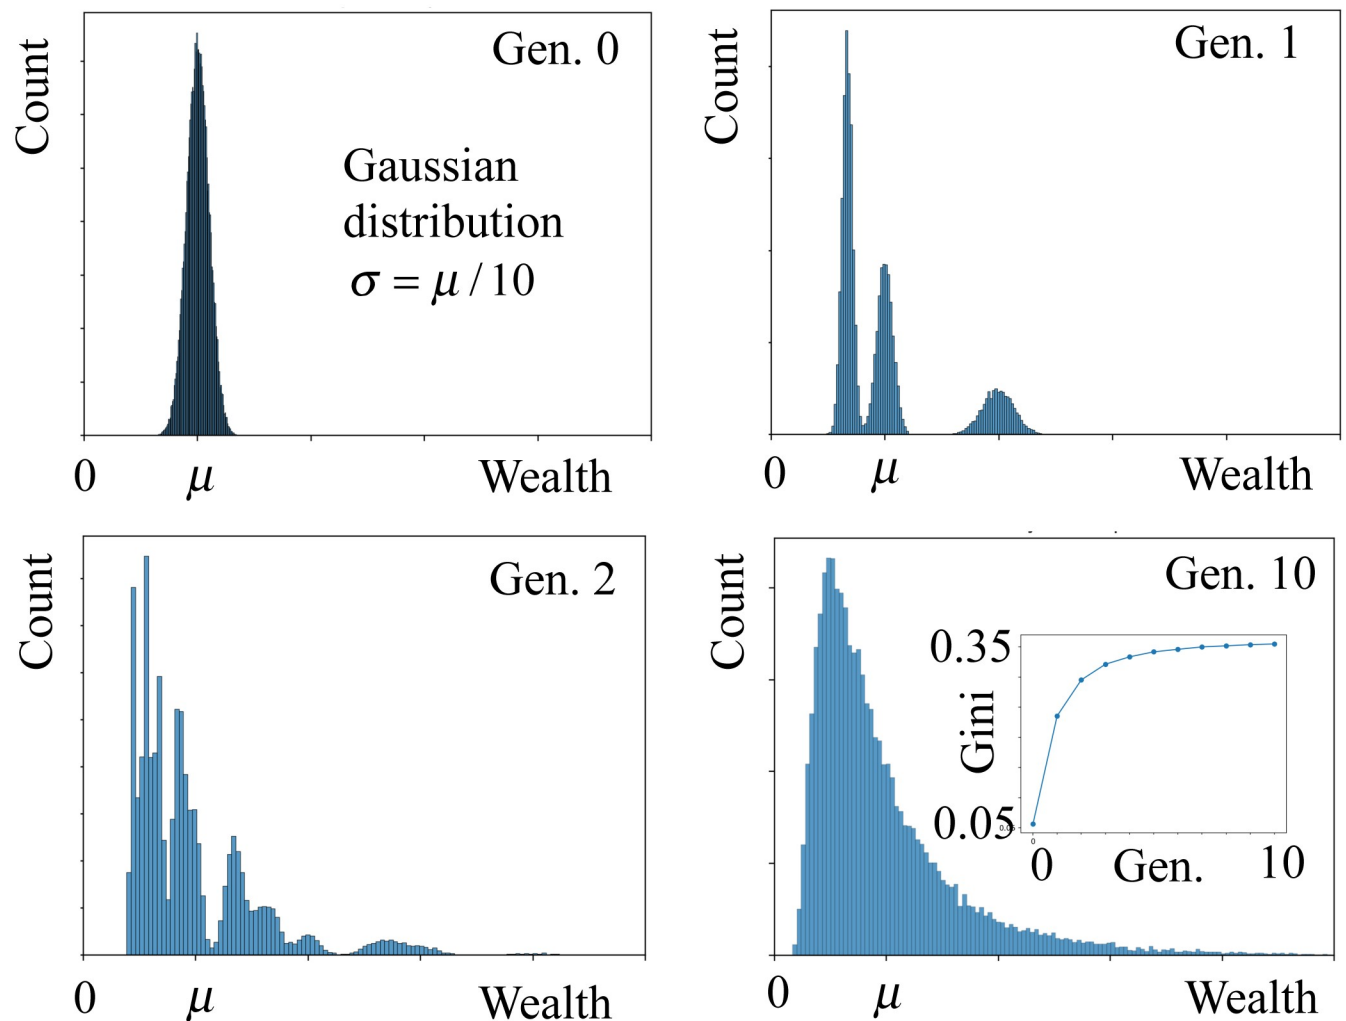 Count
Gen. 0
Gaussian
distribution
σ = μ / 10
0
μ
Wealth
Count
Gen. 1
0
μ
Wealth
Count
Gen. 2
0
μ
Wealth
Count
Gen. 10
0.35
Gini
0.05
0
Gen.
10
0
μ
Wealth